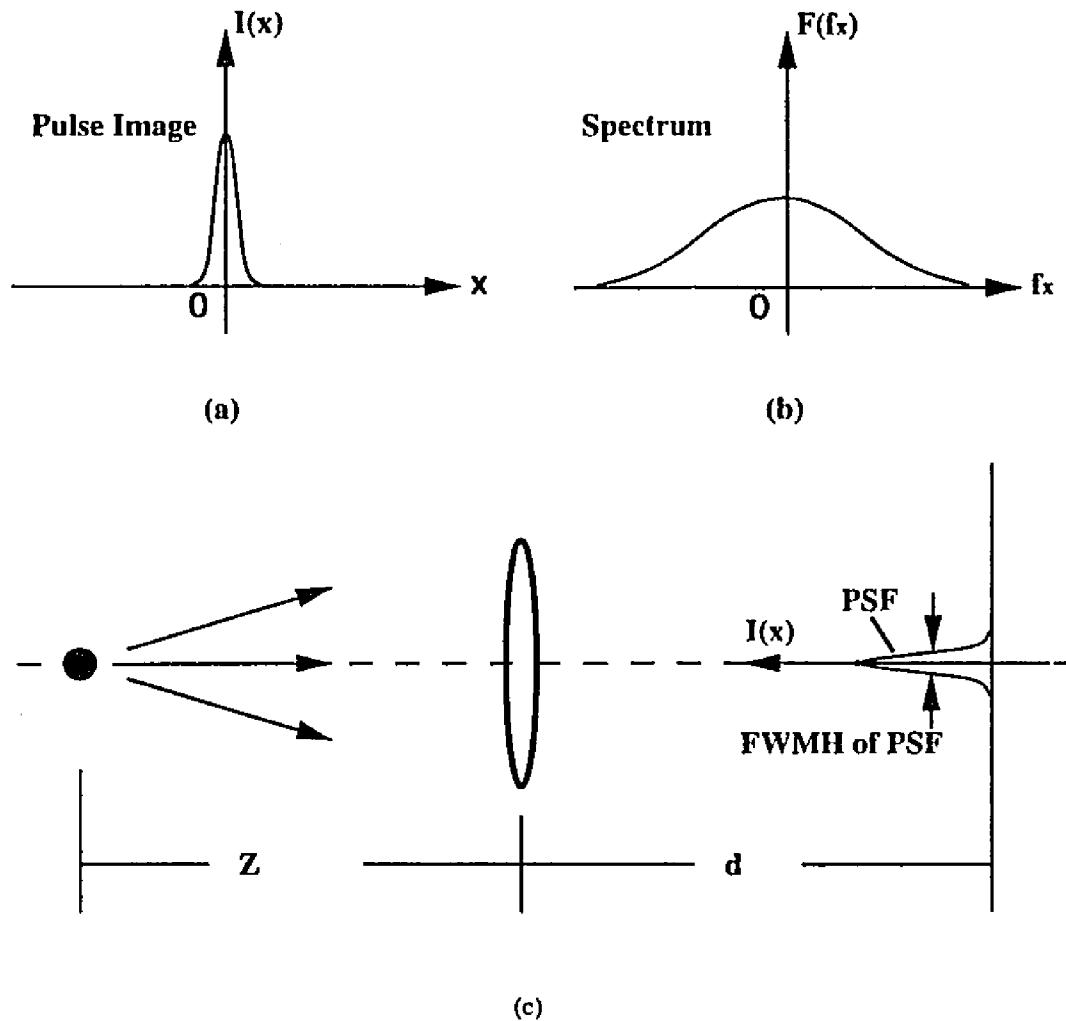 I(x)
F(fx)
Pulse Image
Spectrum
0
x
0
fx
(a)
(b)
PSF
I(x)
FWMH of PSF
Z
d
(c)